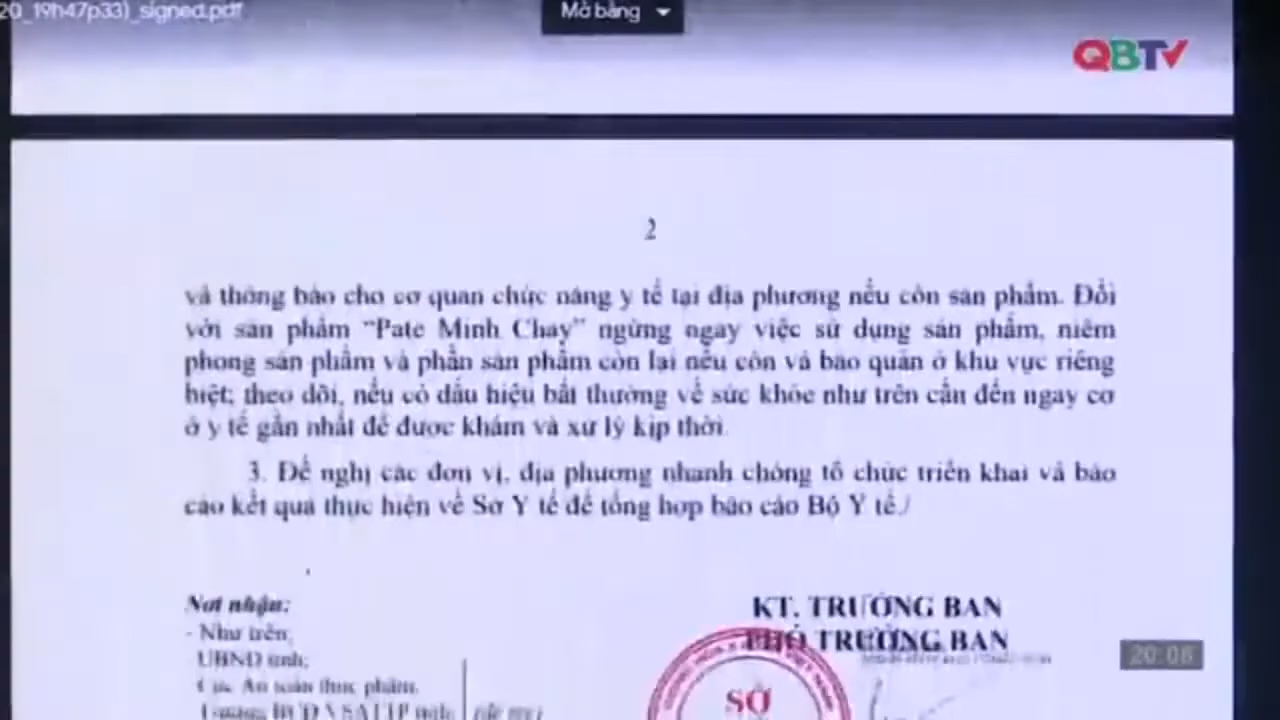 20_19h47p33)_signed.pdf
Mở bằng
QBTV
2
và thông báo cho cơ quan chức năng y tế tại địa phương nếu còn sản phẩm. Đối
với sản phẩm “Pate Minh Chay” ngừng ngay việc sử dụng sản phẩm, niêm
phong sản phẩm và phần sản phẩm còn lại nếu còn và bảo quản ở khu vực riêng
biệt; theo dõi, nếu có dấu hiệu bất thường về sức khỏe như trên cần đến ngay cơ
ở y tế gần nhất để được khám và xử lý kịp thời.
3. Đề nghị các đơn vị, địa phương nhanh chóng tổ chức triển khai và báo
cáo kết quả thực hiện về Sở Y tế để tổng hợp báo cáo Bộ Y tế./
Nơi nhận:
- Như trên;
UBND tỉnh;
Cục An toàn thực phẩm;
KT. TRƯỞNG BAN
PHÓ TRƯỞNG BAN
SỞ
20:06